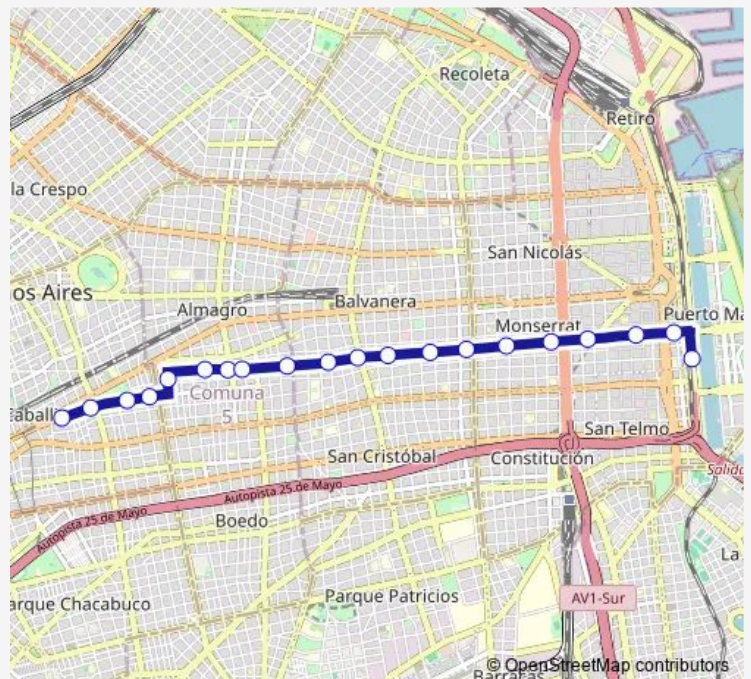 Recoleta
Retiro
la Crespo
San Nicolás
os Aires
Almagro
Balvanera
Puerto Ma
Monserrat
Comuna
5
Caball
San Telmo
San Cristóbal
Constitución
Salida
Autopista 25 de Mayo
Boedo
Autopista 25 de Mayo
La
arque Chacabuco
Parque Patricios
AV1-Sur
Barracas
© OpenStreetMap contributors